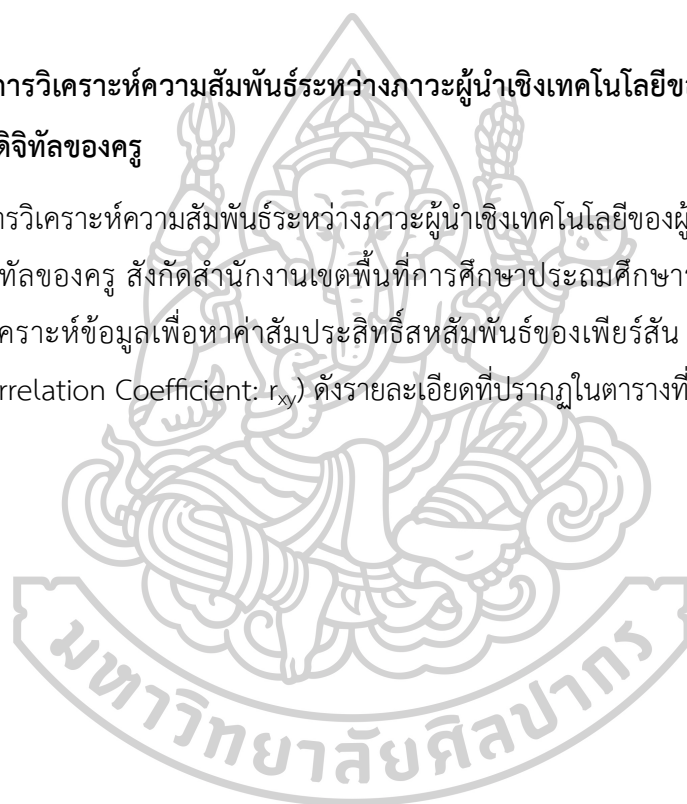 การวิเคราะห์ความสัมพันธ์ระหว่างภาวะผู้นำเชิงเทคโนโลยี
ดิจิทัลของครู
การวิเคราะห์ความสัมพันธ์ระหว่างภาวะผู้นำเชิงเทคโนโลยีของ
ทัลของครู สังกัดสำนักงานเขตพื้นที่การศึกษาประถมศึกษา
เคราะห์ข้อมูลเพื่อหาค่าสัมประสิทธิ์สหสัมพันธ์ของเพียร์สัน
rrelation Coefficient: rxy) ดังรายละเอียดที่ปรากฏในตารางที่
มหาวิทยาลัยศิลปากร